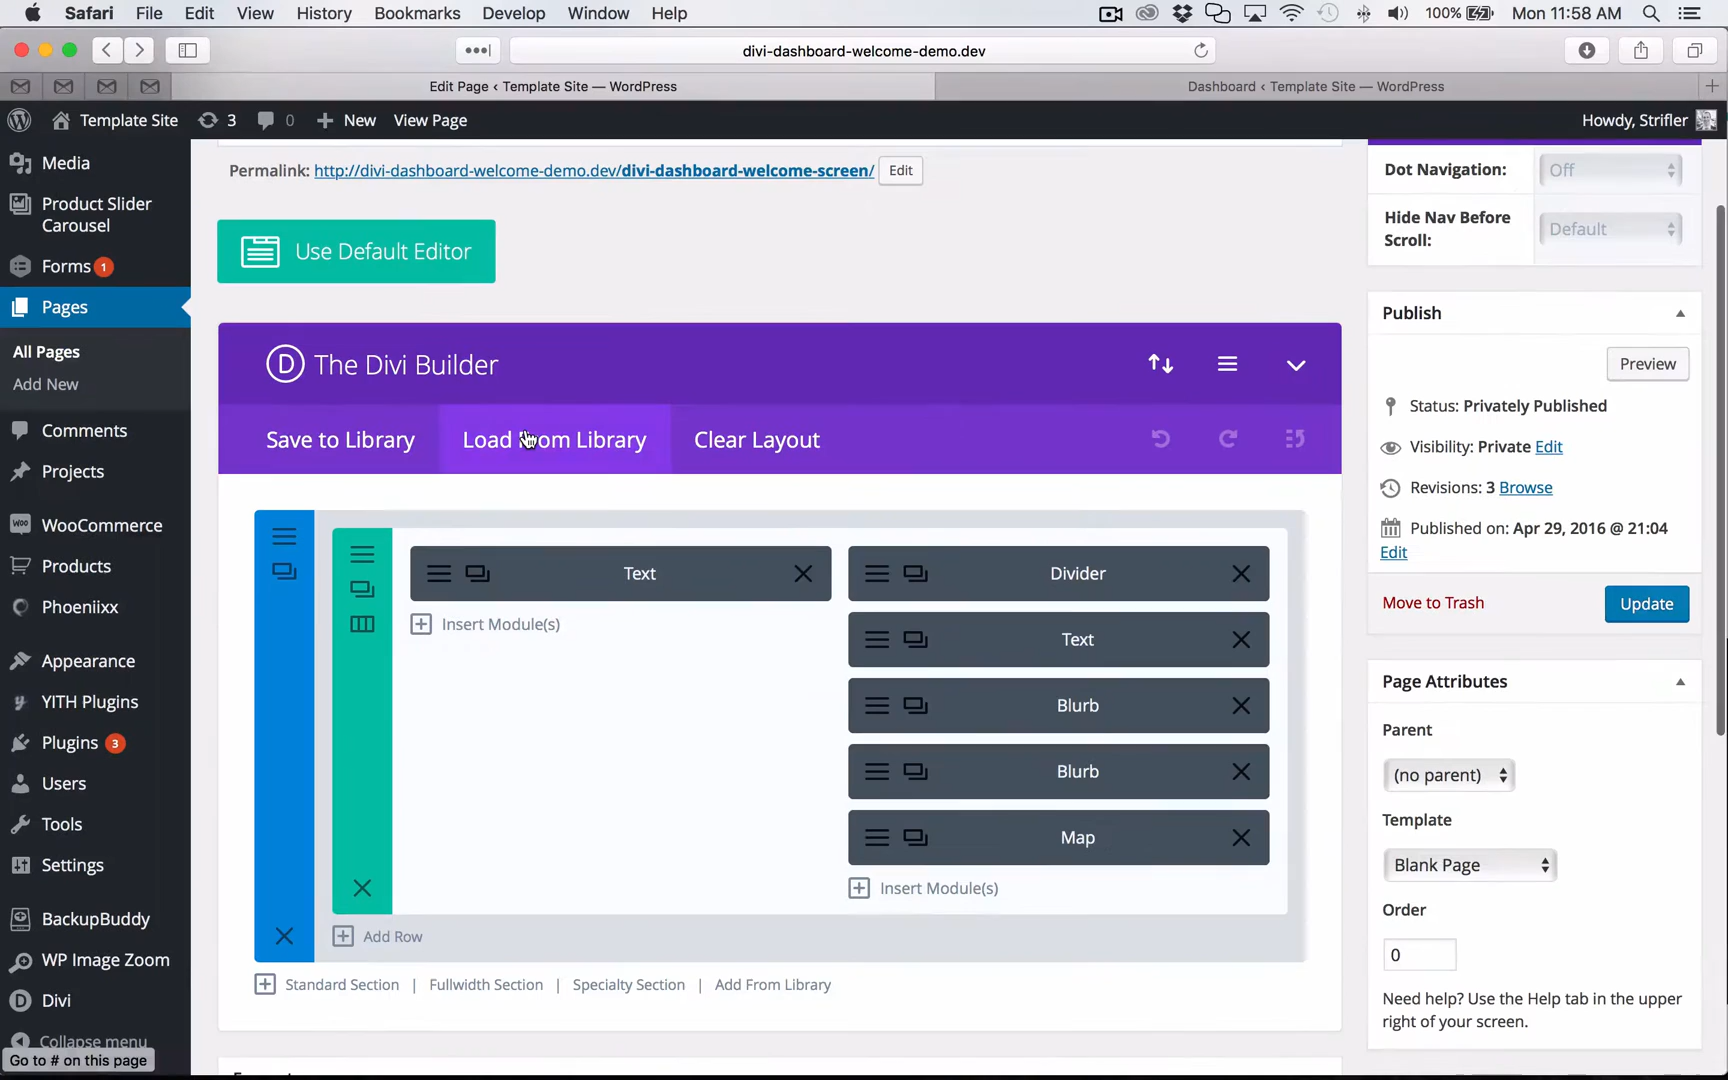 Safari File Edit View History Bookmarks Develop Window Help 100% Mon 11:58 AM
divi-dashboard-welcome-demo.dev
Edit Page ‹ Template Site — WordPress
Dashboard ‹ Template Site — WordPress
Template Site 3 0 New View Page Howdy, Strifler
Media
Product Slider
Carousel
Forms 1
Pages
All Pages
Add New
Comments
Projects
WooCommerce
Products
Phoeniixx
Appearance
YITH Plugins
Plugins 3
Users
Tools
Settings
BackupBuddy
WP Image Zoom
Divi
Collapse menu
Go to # on this page
Permalink: http://divi-dashboard-welcome-demo.dev/divi-dashboard-welcome-screen/ Edit
Use Default Editor
The Divi Builder
Save to Library Load From Library Clear Layout
Text
Insert Module(s)
Divider
Text
Blurb
Blurb
Map
Insert Module(s)
Add Row
Standard Section | Fullwidth Section | Specialty Section | Add From Library
Dot Navigation: Off
Hide Nav Before
Scroll:
Default
Publish
Preview
Status: Privately Published
Visibility: Private Edit
Revisions: 3 Browse
Published on: Apr 29, 2016 @ 21:04
Edit
Move to Trash Update
Page Attributes
Parent
(no parent)
Template
Blank Page
Order
0
Need help? Use the Help tab in the upper
right of your screen.